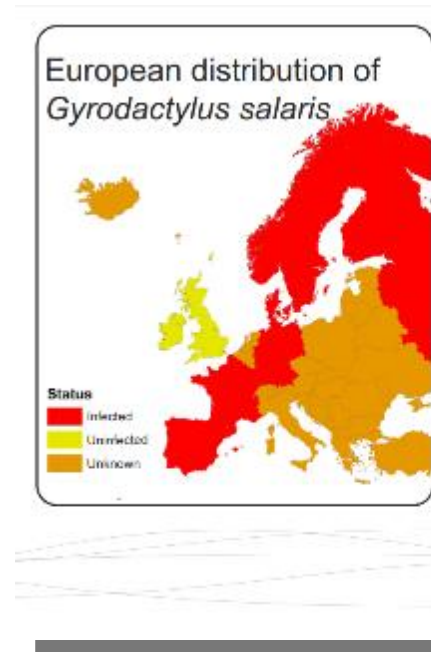 European distribution of
Gyrodactylus salaris
Status
Infected
Uninfected
Unknown